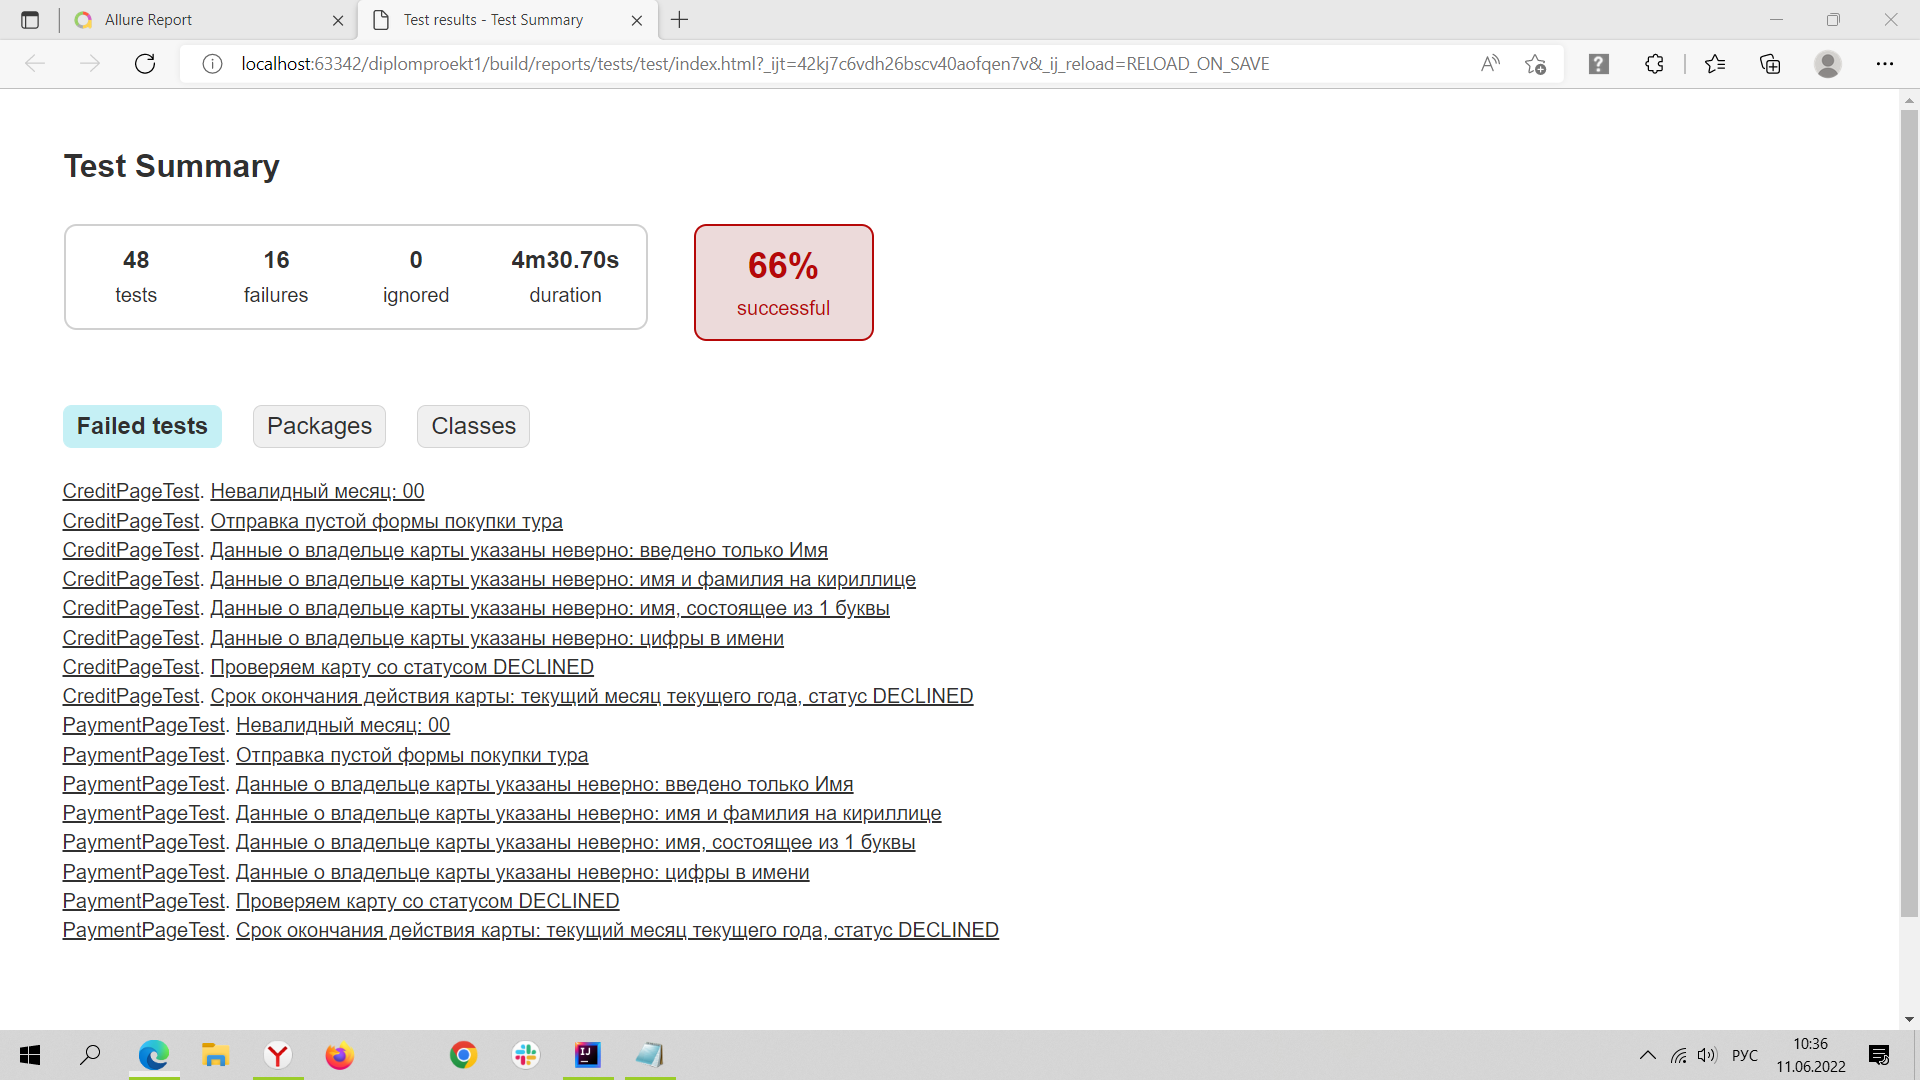 Allure Report
Test results - Test Summary
localhost:63342/diplomproekt1/build/reports/tests/test/index.html?_ijt=42kj7c6vdh26bscv40aofqen7v&_ij_reload=RELOAD_ON_SAVE
Test Summary
48 16 0 4m30.70s
tests failures ignored duration
66%
successful
Failed tests Packages Classes
CreditPageTest. Невалидный месяц: 00
CreditPageTest. Отправка пустой формы покупки тура
CreditPageTest. Данные о владельце карты указаны неверно: введено только Имя
CreditPageTest. Данные о владельце карты указаны неверно: имя и фамилия на кириллице
CreditPageTest. Данные о владельце карты указаны неверно: имя, состоящее из 1 буквы
CreditPageTest. Данные о владельце карты указаны неверно: цифры в имени
CreditPageTest. Проверяем карту со статусом DECLINED
CreditPageTest. Срок окончания действия карты: текущий месяц текущего года, статус DECLINED
PaymentPageTest. Невалидный месяц: 00
PaymentPageTest. Отправка пустой формы покупки тура
PaymentPageTest. Данные о владельце карты указаны неверно: введено только Имя
PaymentPageTest. Данные о владельце карты указаны неверно: имя и фамилия на кириллице
PaymentPageTest. Данные о владельце карты указаны неверно: имя, состоящее из 1 буквы
PaymentPageTest. Данные о владельце карты указаны неверно: цифры в имени
PaymentPageTest. Проверяем карту со статусом DECLINED
PaymentPageTest. Срок окончания действия карты: текущий месяц текущего года, статус DECLINED
РУС
10:36
11.06.2022